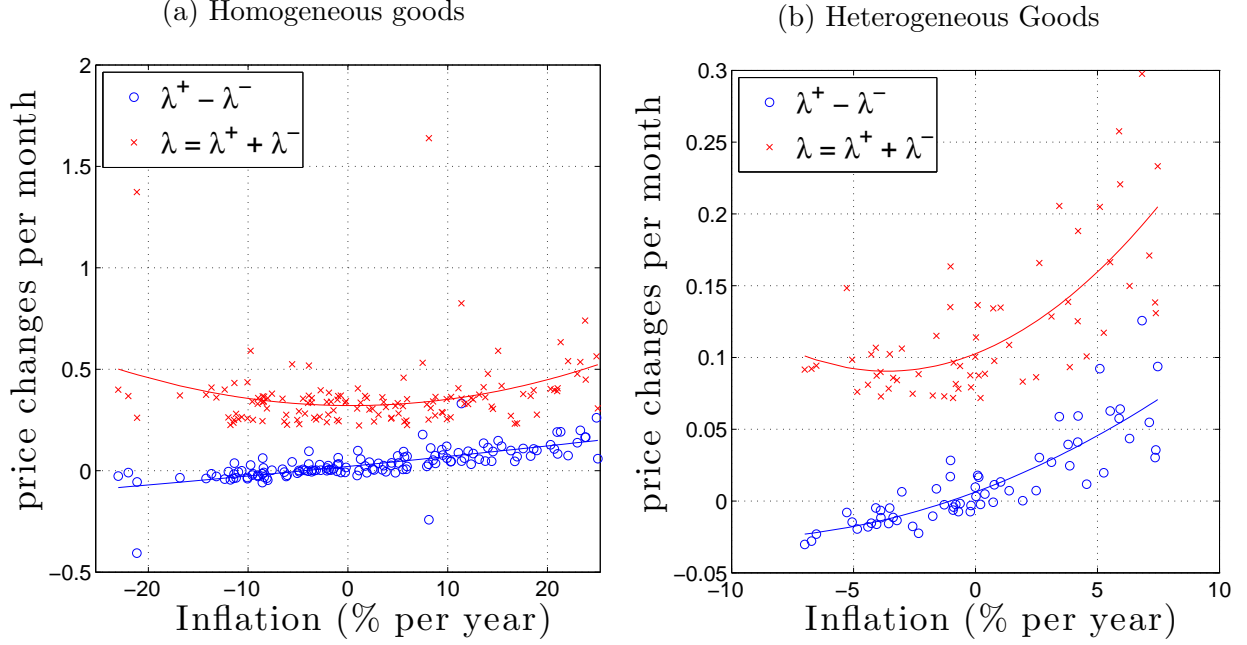 (a) Homogeneous goods
2
1.5
1
0.5
0
−0.5
−20
−10
0
10
20
price changes per month
Inflation (% per year)
λ⁺ − λ⁻
λ = λ⁺ + λ⁻
(b) Heterogeneous Goods
0.3
0.25
0.2
0.15
0.1
0.05
0
−0.05
−10
−5
0
5
10
price changes per month
Inflation (% per year)
λ⁺ − λ⁻
λ = λ⁺ + λ⁻